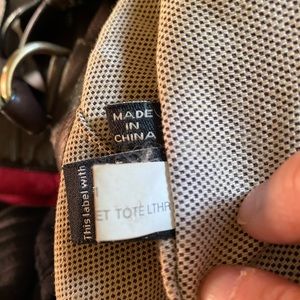 MADE
IN
CHINA
This label with
ET TOTE LTHR